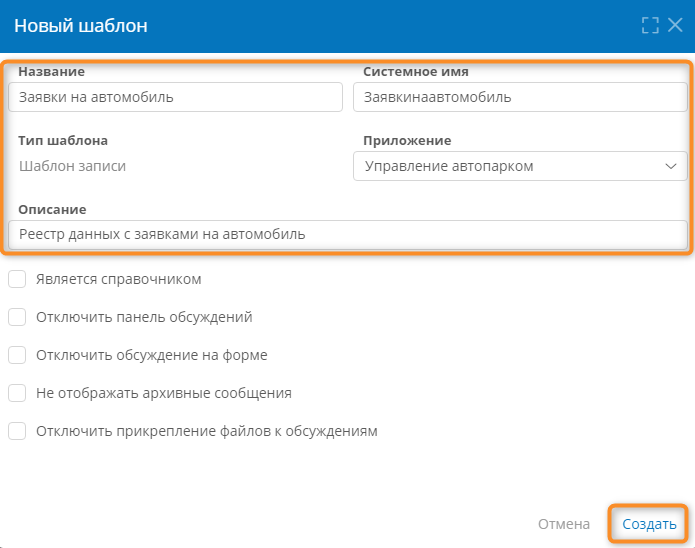 Новый шаблон
Название Системное имя
Заявки на автомобиль Заявкинаавтомобиль
Тип шаблона Приложение
Шаблон записи Управление автопарком
Описание
Реестр данных с заявками на автомобиль
Является справочником
Отключить панель обсуждений
Отключить обсуждение на форме
Не отображать архивные сообщения
Отключить прикрепление файлов к обсуждениям
Отмена Создать